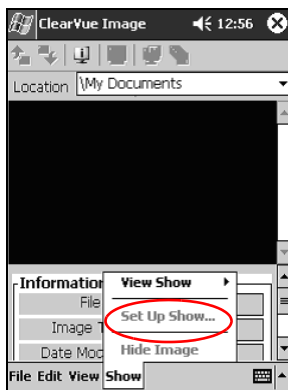 ClearVue Image 12:56
Location \My Documents
Information
View Show
File
Set Up Show...
Image T
Date Mod
Hide Image
File Edit View Show